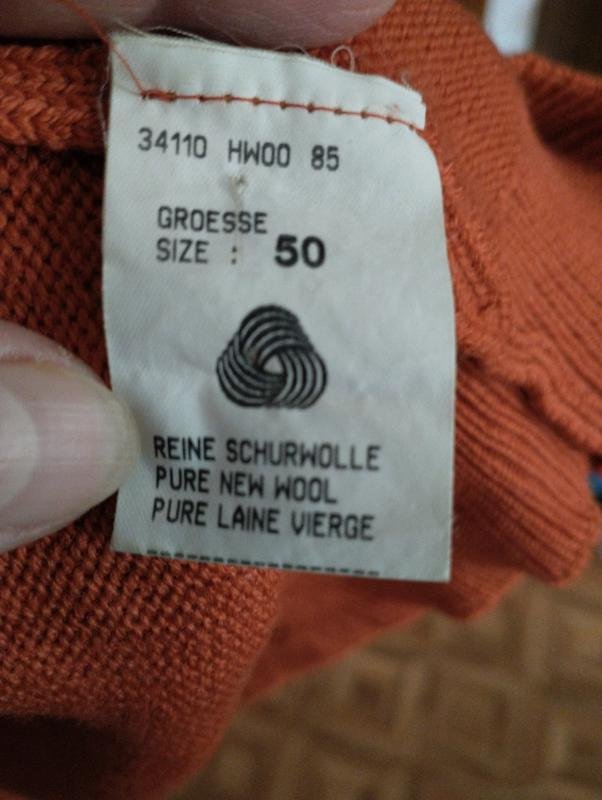 34110 HW00 85
GROESSE
SIZE : 50
REINE SCHURWOLLE
PURE NEW WOOL
PURE LAINE VIERGE